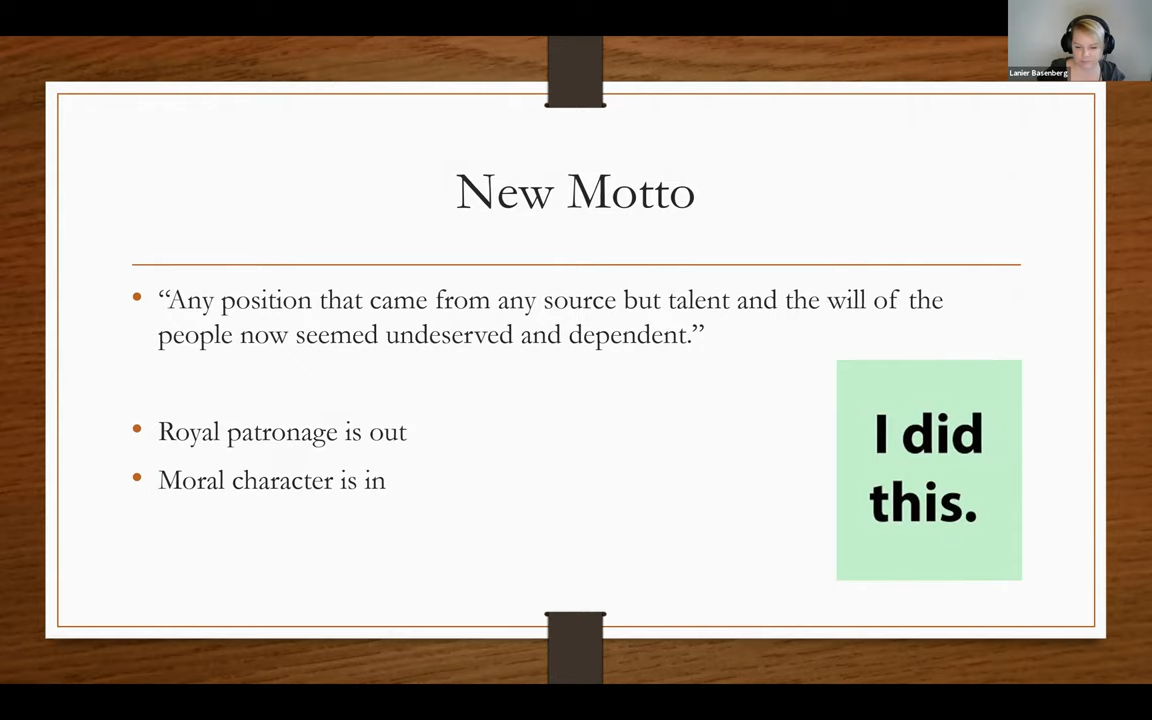 Lanier Basenberg
New Motto
• “Any position that came from any source but talent and the will of the
people now seemed undeserved and dependent.”
• Royal patronage is out
• Moral character is in
I did
this.